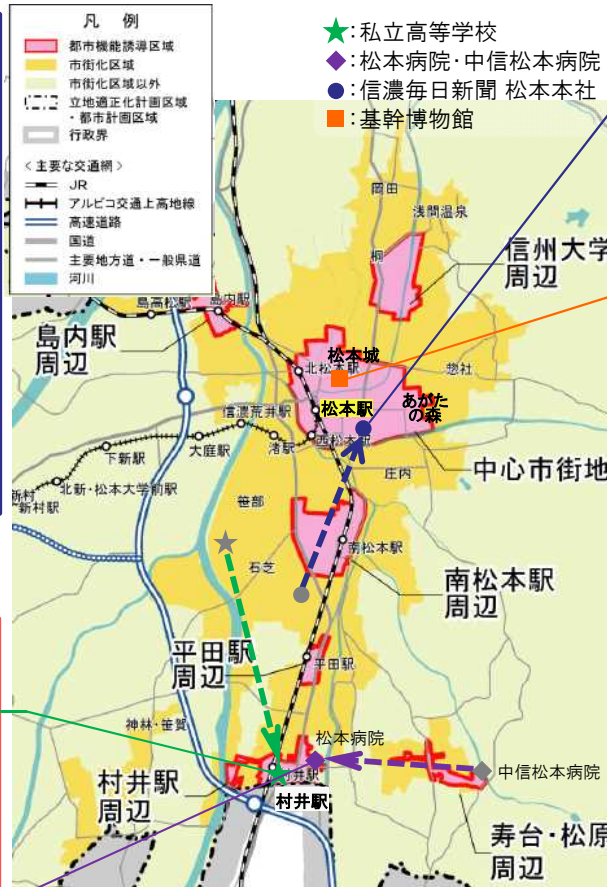 凡 例
都市機能誘導区域
市街化区域
市街化区域以外
立地適正化計画区域
・都市計画区域
行政界
<主要な交通網>
JR
アルピコ交通上高地線
高速道路
国道
主要地方道・一般県道
河川
★:私立高等学校
◆:松本病院・中信松本病院
●:信濃毎日新聞 松本本社
■:基幹博物館
岡田
浅間温泉
桐
信州大学
周辺
島高松駅
島内駅
島内駅
周辺
松本城
北松本駅
惣社
あがた
の森
松本駅
信濃荒井駅
西松本駅
渚駅
大庭駅
下新駅
中心市街地
庄内
北新・松本大学前駅
新村
新村駅
笹部
石芝
南松本駅
南松本駅
周辺
平田駅
周辺
平田駅
神林・笹賀
松本病院
中信松本病院
村井駅
村井駅
周辺
村井駅
寿台・松原
周辺